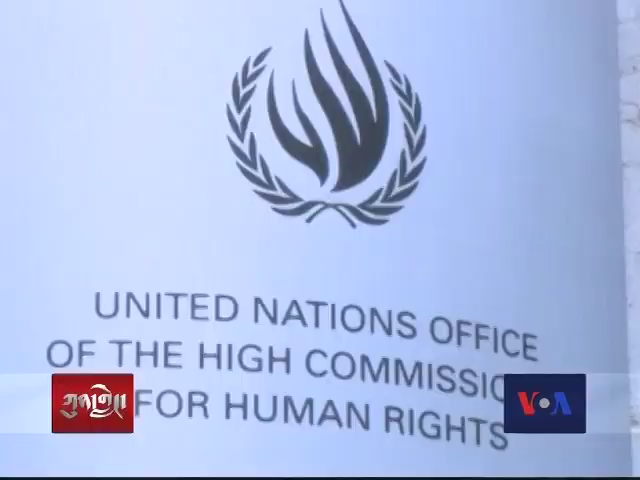 UNITED NATIONS OFFICE
OF THE HIGH COMMISSIO
FOR HUMAN RIGHTS
VOA